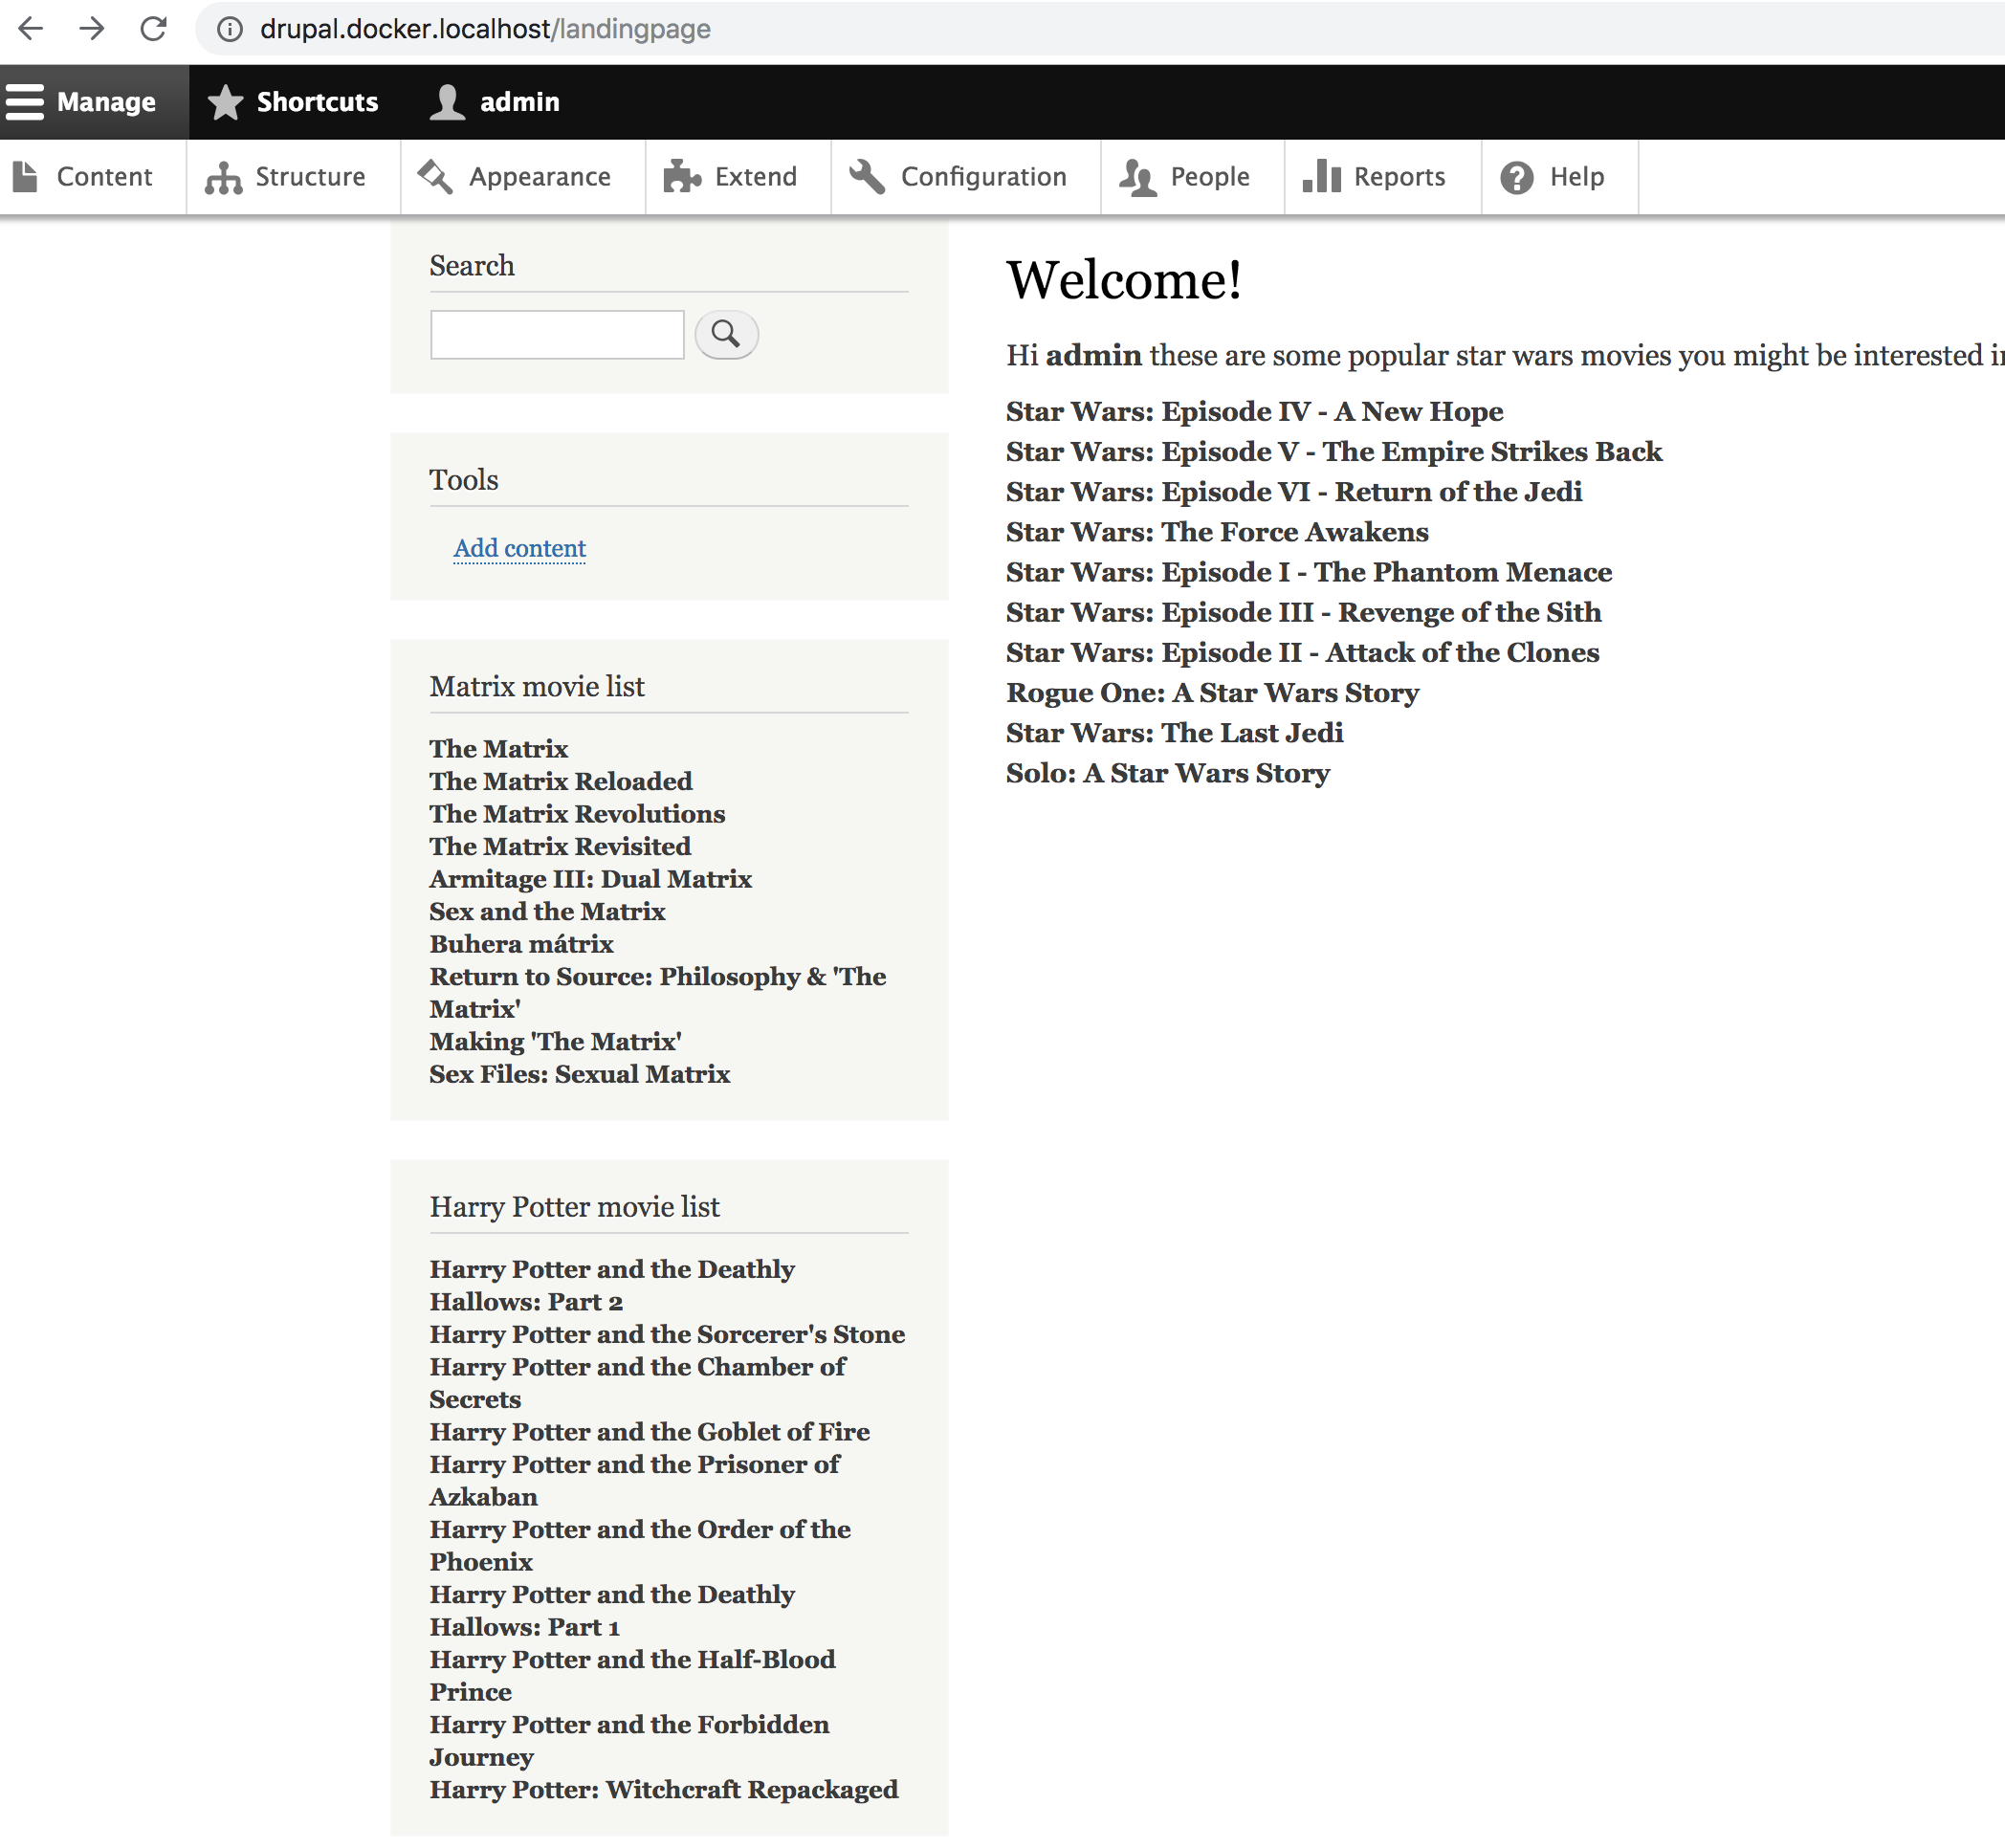 drupal.docker.localhost/landingpage
Manage Shortcuts admin
Content Structure Appearance Extend Configuration People Reports Help
Search
Tools
Add content
Matrix movie list
The Matrix
The Matrix Reloaded
The Matrix Revolutions
The Matrix Revisited
Armitage III: Dual Matrix
Sex and the Matrix
Buhera mátrix
Return to Source: Philosophy & 'The
Matrix'
Making 'The Matrix'
Sex Files: Sexual Matrix
Harry Potter movie list
Harry Potter and the Deathly
Hallows: Part 2
Harry Potter and the Sorcerer's Stone
Harry Potter and the Chamber of
Secrets
Harry Potter and the Goblet of Fire
Harry Potter and the Prisoner of
Azkaban
Harry Potter and the Order of the
Phoenix
Harry Potter and the Deathly
Hallows: Part 1
Harry Potter and the Half-Blood
Prince
Harry Potter and the Forbidden
Journey
Harry Potter: Witchcraft Repackaged
Welcome!
Hi admin these are some popular star wars movies you might be interested
Star Wars: Episode IV - A New Hope
Star Wars: Episode V - The Empire Strikes Back
Star Wars: Episode VI - Return of the Jedi
Star Wars: The Force Awakens
Star Wars: Episode I - The Phantom Menace
Star Wars: Episode III - Revenge of the Sith
Star Wars: Episode II - Attack of the Clones
Rogue One: A Star Wars Story
Star Wars: The Last Jedi
Solo: A Star Wars Story